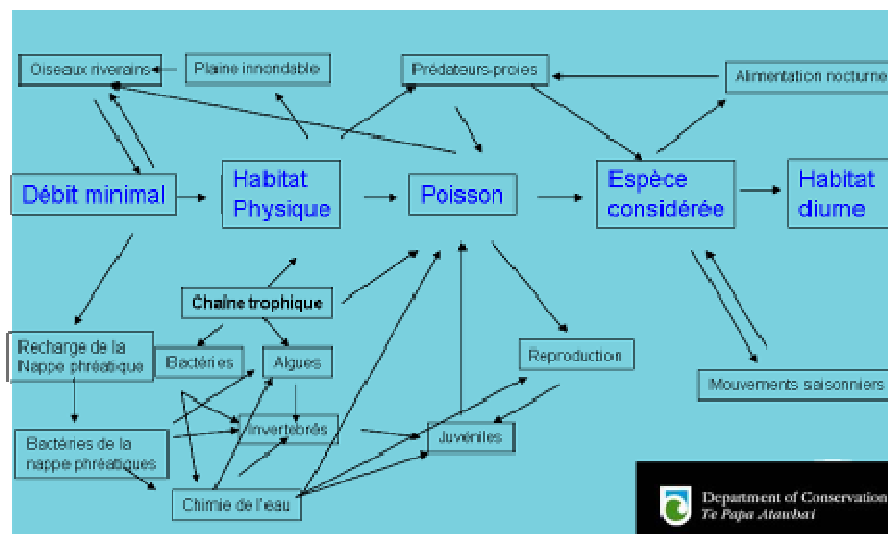 Oiseaux riverains
Plaine innondable
Prédateurs-proies
Alimentation nocturne
Débit minimal
Habitat
Physique
Poisson
Espèce
considérée
Habitat
diurne
Chaîne trophique
Recharge de la
Nappe phréatique
Bactéries
Algues
Reproduction
Mouvements saisonniers
Invertebrés
Juvéniles
Bactéries de la
nappe phréatiques
Chimie de l'eau
Department of Conservation
Te Papa Atawbai